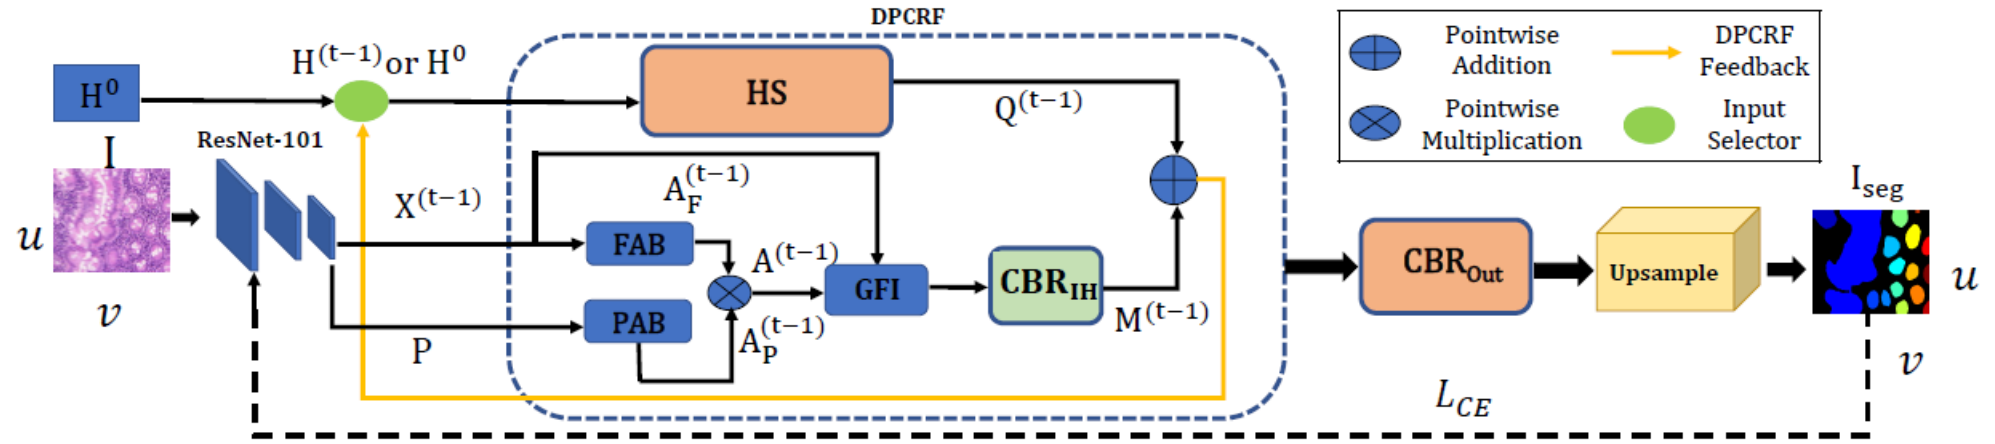 DPCRF
H⁰
H⁽ᵗ⁻¹⁾ or H⁰
HS
Q⁽ᵗ⁻¹⁾
Pointwise
Addition
DPCRF
Feedback
Pointwise
Multiplication
Input
Selector
I
ResNet-101
u
v
X⁽ᵗ⁻¹⁾
P
A_F^(t−1)
FAB
PAB
A⁽ᵗ⁻¹⁾
A_P^(t−1)
GFI
CBR_IH
M⁽ᵗ⁻¹⁾
CBR_Out
Upsample
I_seg
u
v
L_CE